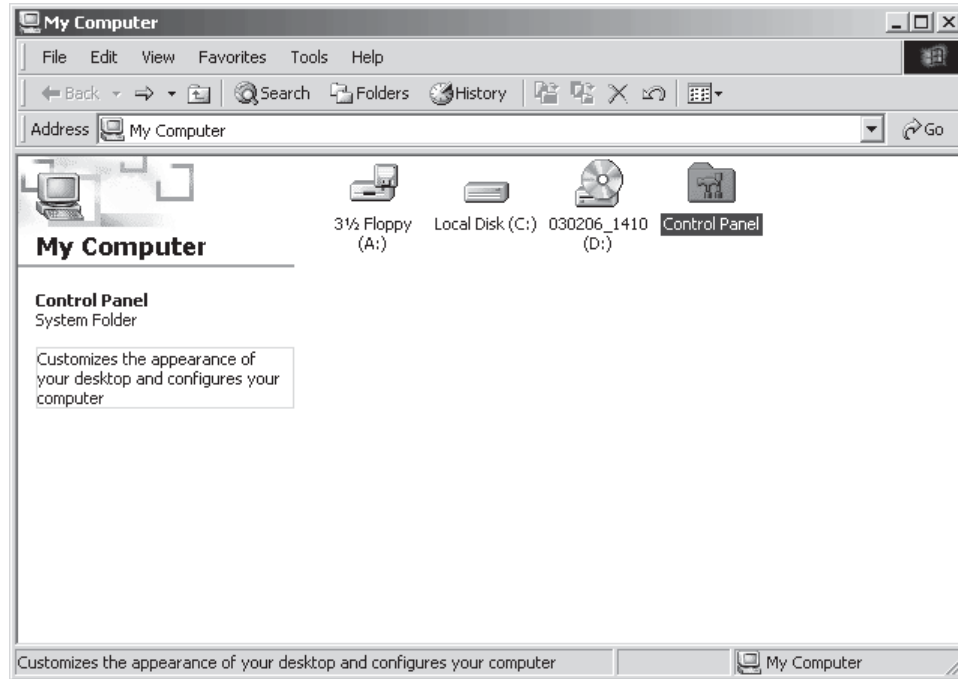 My Computer
File Edit View Favorites Tools Help
Back Search Folders History
Address My Computer Go
3½ Floppy (A:)
Local Disk (C:)
030206_1410 (D:)
Control Panel
My Computer
Control Panel
System Folder
Customizes the appearance of
your desktop and configures your
computer
Customizes the appearance of your desktop and configures your computer My Computer